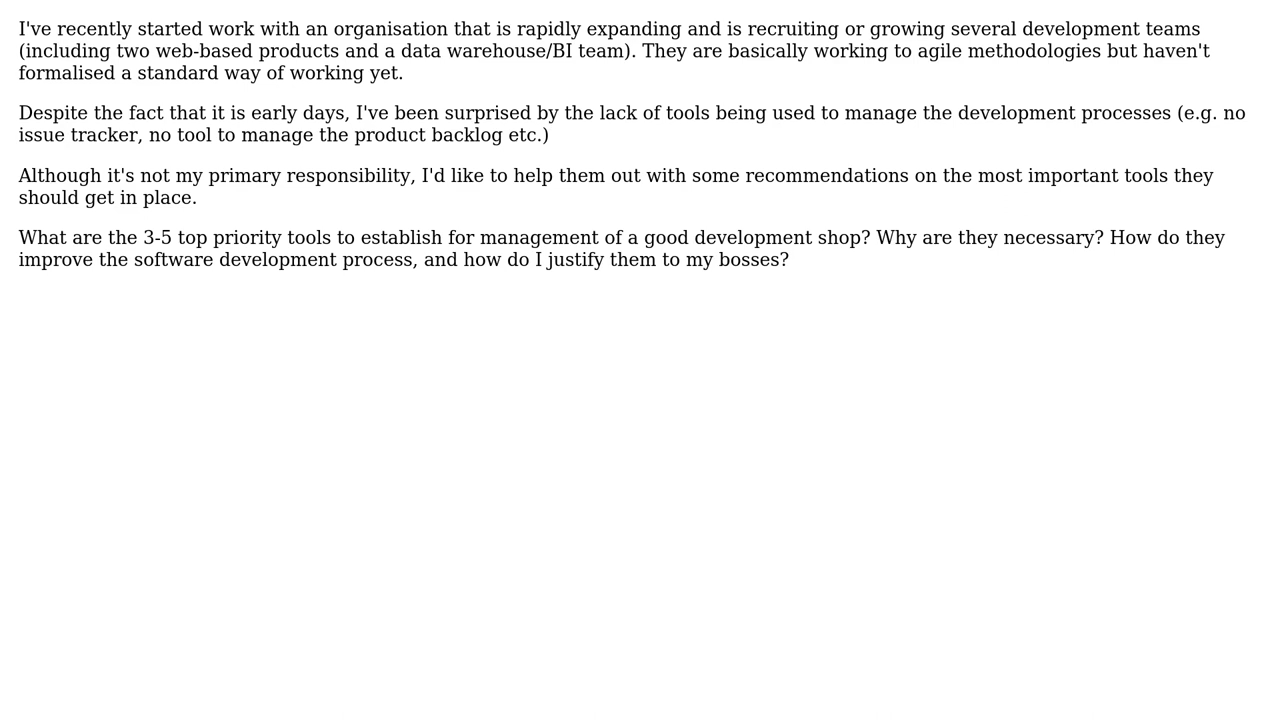 I've recently started work with an organisation that is rapidly expanding and is recruiting or growing several development teams
(including two web-based products and a data warehouse/BI team). They are basically working to agile methodologies but haven't
formalised a standard way of working yet.
Despite the fact that it is early days, I've been surprised by the lack of tools being used to manage the development processes (e.g. no
issue tracker, no tool to manage the product backlog etc.)
Although it's not my primary responsibility, I'd like to help them out with some recommendations on the most important tools they
should get in place.
What are the 3-5 top priority tools to establish for management of a good development shop? Why are they necessary? How do they
improve the software development process, and how do I justify them to my bosses?